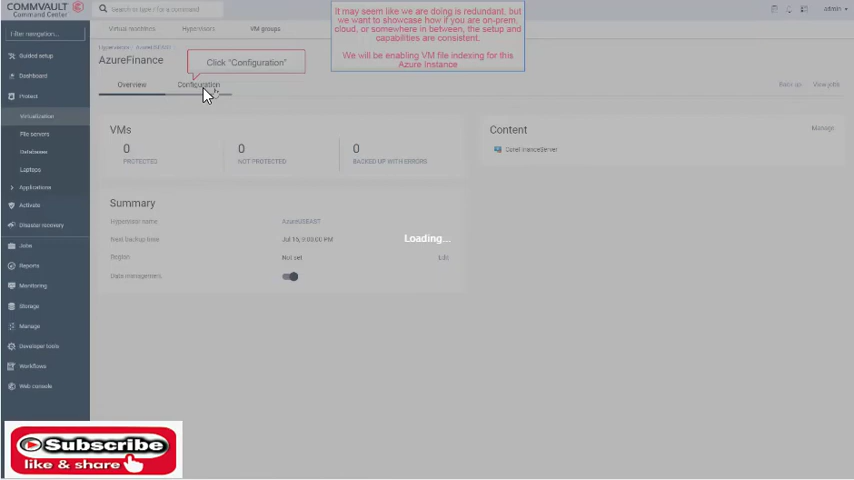 COMMVAULT
Command Center
Search or type / for a command
admin
Filter navigation...
Guided setup
Dashboard
Protect
Virtualization
File servers
Databases
Laptops
Applications
Activate
Disaster recovery
Jobs
Reports
Monitoring
Storage
Manage
Developer tools
Workflows
Web console
Virtual machines
Hypervisors
VM groups
Hypervisors
AzureUSEAST
AzureFinance
Click "Configuration"
It may seem like we are doing is redundant, but
we want to showcase how if you are on-prem,
cloud, or somewhere in between, the setup and
capabilities are consistent.
We will be enabling VM file indexing for this
Azure Instance
Overview
Configuration
Back up
View jobs
VMs
0
PROTECTED
0
NOT PROTECTED
0
BACKED UP WITH ERRORS
Content
Manage
CoreFinanceServer
Summary
Hypervisor name
AzureUSEAST
Next backup time
Jul 15, 9:00:00 PM
Region
Not set
Edit
Data management
Loading...
Subscribe
like & share